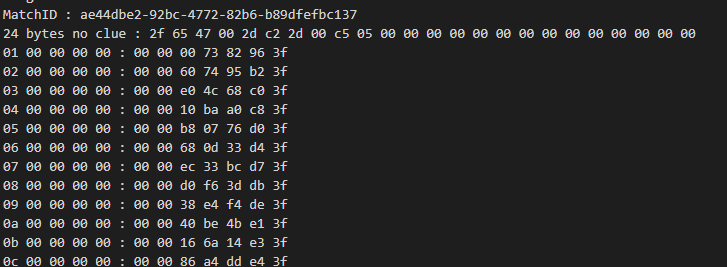 MatchID : ae44dbe2-92bc-4772-82b6-b89dfefbc137
24 bytes no clue : 2f 65 47 00 2d c2 2d 00 c5 05 00 00 00 00 00 00 00 00 00 00 00 00 00 00
01 00 00 00 00 : 00 00 00 73 82 96 3f
02 00 00 00 00 : 00 00 60 74 95 b2 3f
03 00 00 00 00 : 00 00 e0 4c 68 c0 3f
04 00 00 00 00 : 00 00 10 ba a0 c8 3f
05 00 00 00 00 : 00 00 b8 07 76 d0 3f
06 00 00 00 00 : 00 00 68 0d 33 d4 3f
07 00 00 00 00 : 00 00 ec 33 bc d7 3f
08 00 00 00 00 : 00 00 d0 f6 3d db 3f
09 00 00 00 00 : 00 00 38 e4 f4 de 3f
0a 00 00 00 00 : 00 00 40 be 4b e1 3f
0b 00 00 00 00 : 00 00 16 6a 14 e3 3f
0c 00 00 00 00 : 00 00 86 a4 dd e4 3f